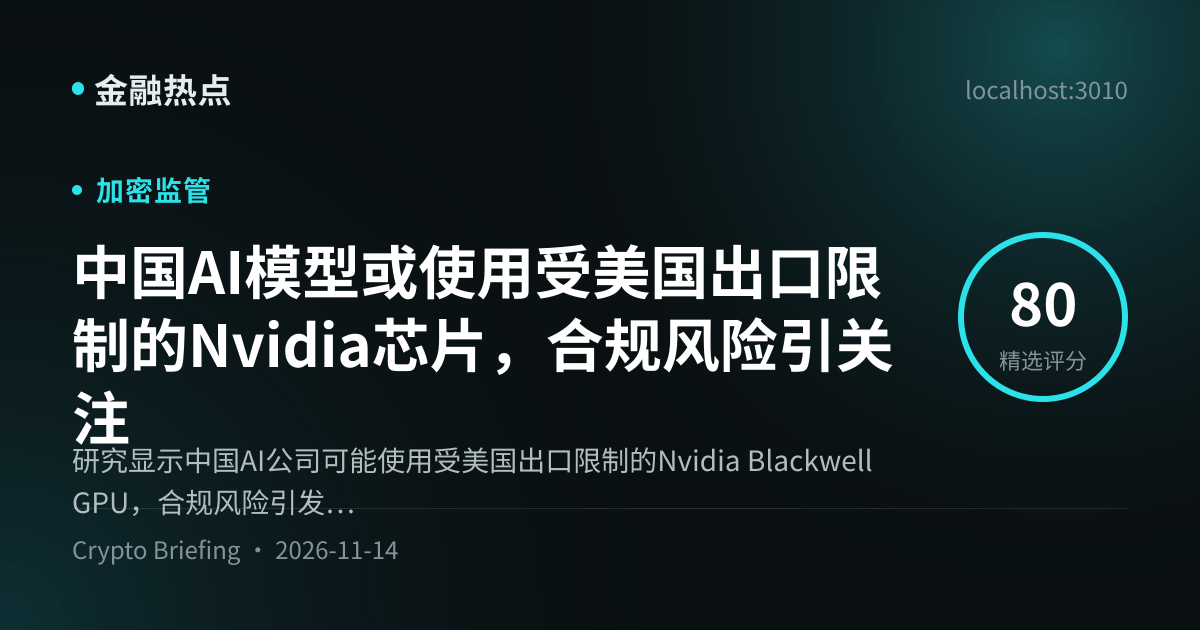 金融热点
localhost:3010
加密监管
中国AI模型或使用受美国出口限
制的Nvidia芯片，合规风险引关
注
80
精选评分
研究显示中国AI公司可能使用受美国出口限制的Nvidia Blackwell
GPU，合规风险引发…
Crypto Briefing · 2026-11-14